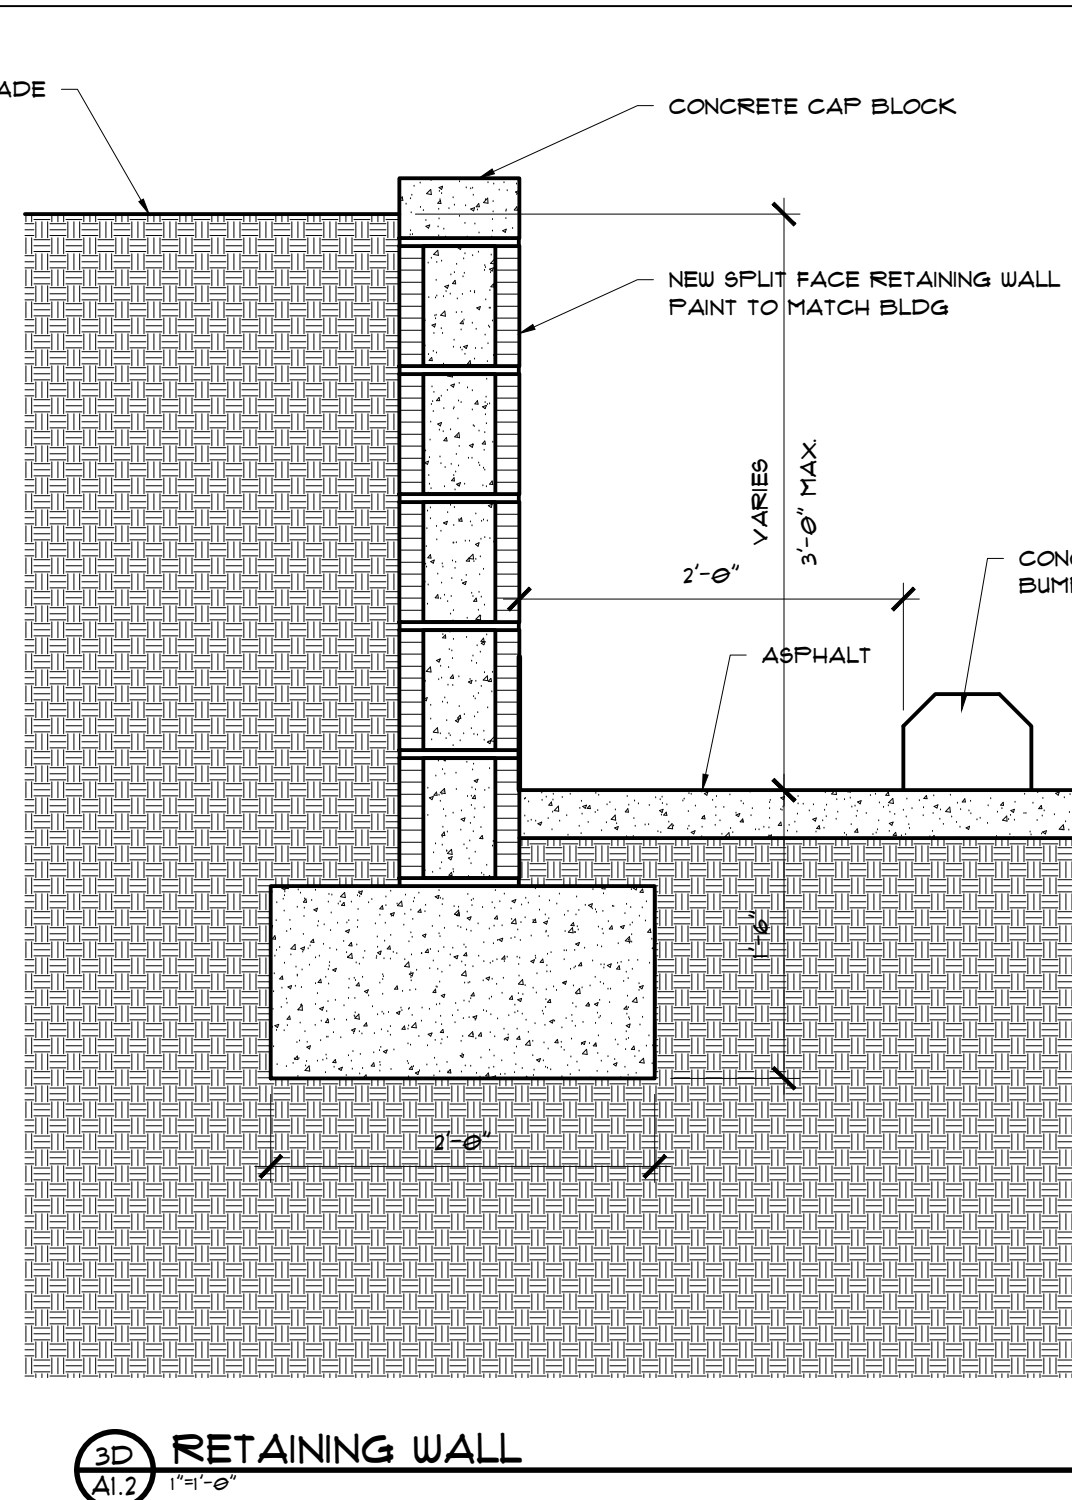 ADE
CONCRETE CAP BLOCK
NEW SPLIT FACE RETAINING WALL
PAINT TO MATCH BLDG
VARIES
3'-0" MAX.
2'-0"
CONC
BUM
ASPHALT
1'-6"
2'-0"
3D
A1.2
RETAINING WALL
1"=1'-0"